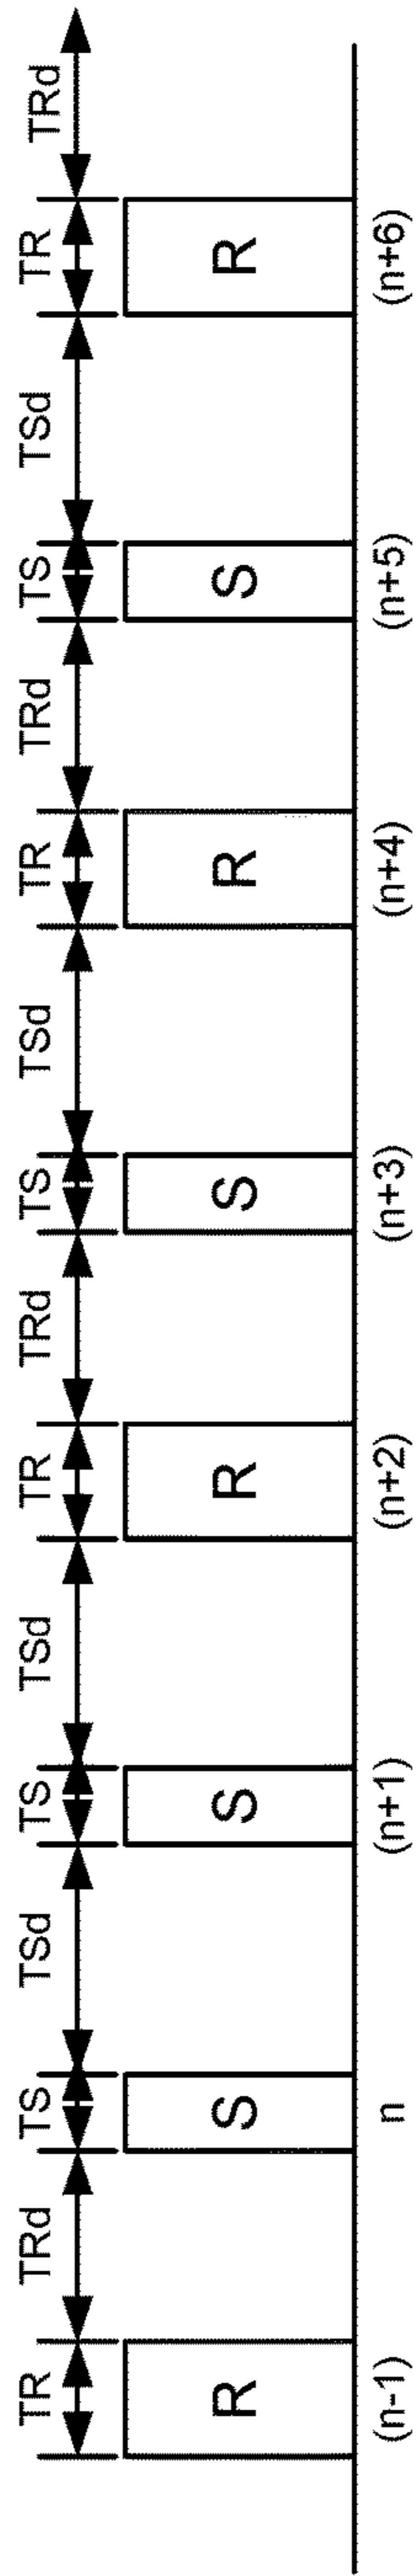 TR TRd TS TSd TS TSd TR TRd TS TSd TR TRd TS TSd TR TRd
R S S R S R S R
(n-1) n (n+1) (n+2) (n+3) (n+4) (n+5) (n+6)